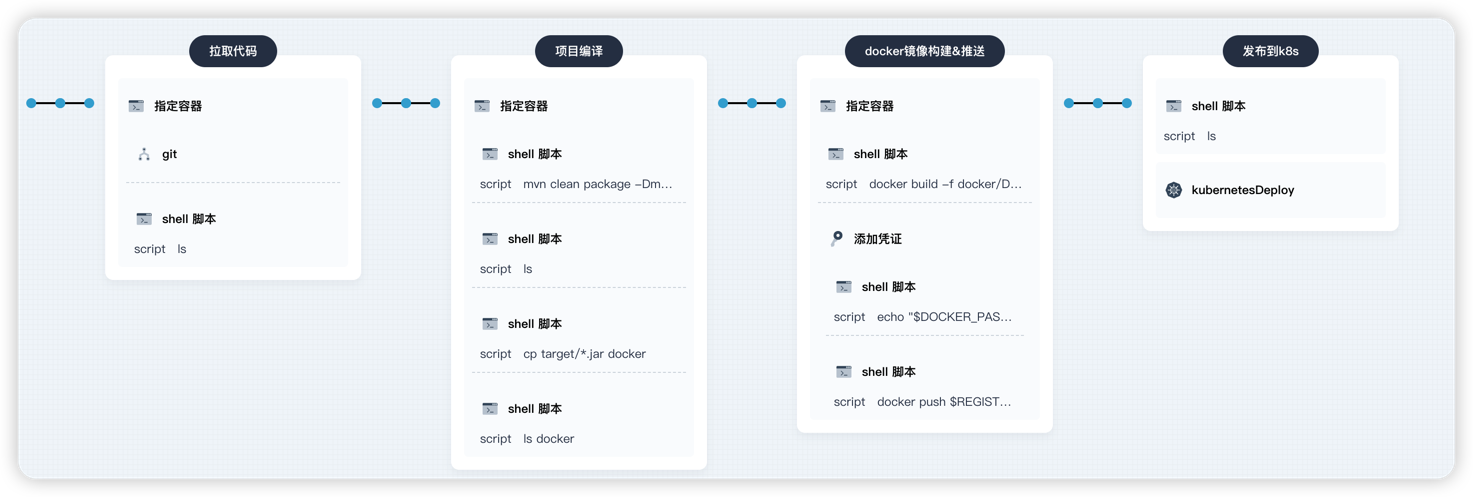 拉取代码
指定容器
git
shell 脚本
script ls
项目编译
指定容器
shell 脚本
script mvn clean package -Dm...
shell 脚本
script ls
shell 脚本
script cp target/*.jar docker
shell 脚本
script ls docker
docker镜像构建&推送
指定容器
shell 脚本
script docker build -f docker/D...
添加凭证
shell 脚本
script echo "$DOCKER_PAS...
shell 脚本
script docker push $REGIST...
发布到k8s
shell 脚本
script ls
kubernetesDeploy